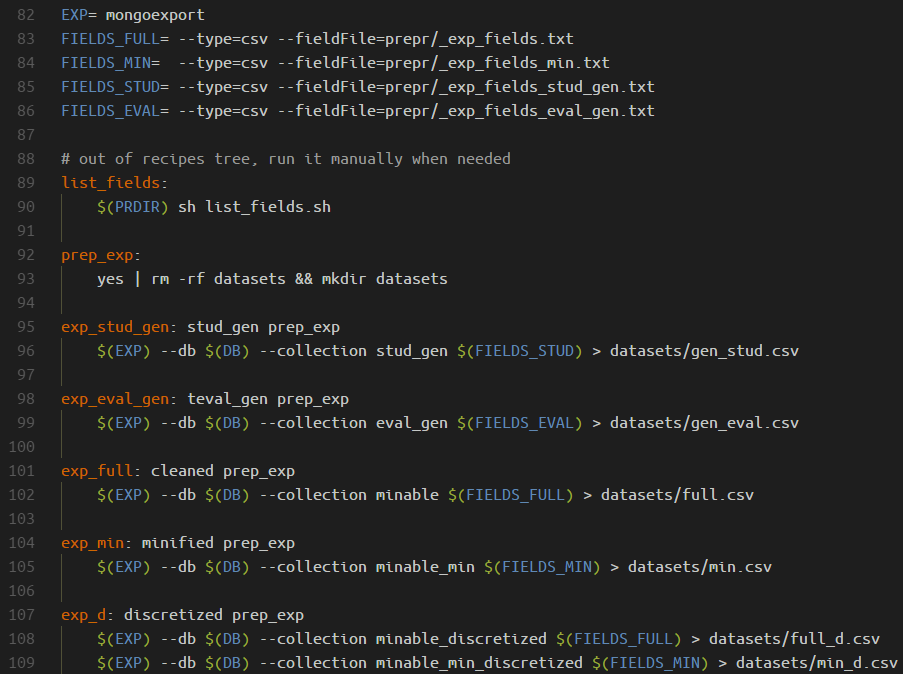 82 EXP= mongoexport
83 FIELDS_FULL= --type=csv --fieldFile=prepr/_exp_fields.txt
84 FIELDS_MIN=  --type=csv --fieldFile=prepr/_exp_fields_min.txt
85 FIELDS_STUD= --type=csv --fieldFile=prepr/_exp_fields_stud_gen.txt
86 FIELDS_EVAL= --type=csv --fieldFile=prepr/_exp_fields_eval_gen.txt
87
88 # out of recipes tree, run it manually when needed
89 list_fields:
90     $(PRDIR) sh list_fields.sh
91
92 prep_exp:
93     yes | rm -rf datasets && mkdir datasets
94
95 exp_stud_gen: stud_gen prep_exp
96     $(EXP) --db $(DB) --collection stud_gen $(FIELDS_STUD) > datasets/gen_stud.csv
97
98 exp_eval_gen: teval_gen prep_exp
99     $(EXP) --db $(DB) --collection eval_gen $(FIELDS_EVAL) > datasets/gen_eval.csv
100
101 exp_full: cleaned prep_exp
102     $(EXP) --db $(DB) --collection minable $(FIELDS_FULL) > datasets/full.csv
103
104 exp_min: minified prep_exp
105     $(EXP) --db $(DB) --collection minable_min $(FIELDS_MIN) > datasets/min.csv
106
107 exp_d: discretized prep_exp
108     $(EXP) --db $(DB) --collection minable_discretized $(FIELDS_FULL) > datasets/full_d.csv
109     $(EXP) --db $(DB) --collection minable_min_discretized $(FIELDS_MIN) > datasets/min_d.csv